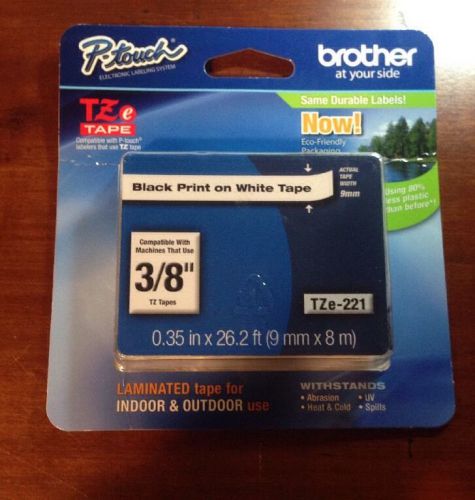 P-touch
ELECTRONIC LABELING SYSTEM
brother
at your side
TZe
TAPE
Compatible with P-touch®
labelers that use TZ tape
Same Durable Labels!
Now!
Eco-Friendly
Packaging
Using 80%
less plastic
than before*!
Black Print on White Tape
ACTUAL
TAPE
WIDTH
9mm
Compatible With
Machines That Use
3/8"
TZ Tapes
TZe-221
0.35 in x 26.2 ft (9 mm x 8 m)
LAMINATED tape for
INDOOR & OUTDOOR use
WITHSTANDS
• Abrasion • UV
• Heat & Cold • Spills